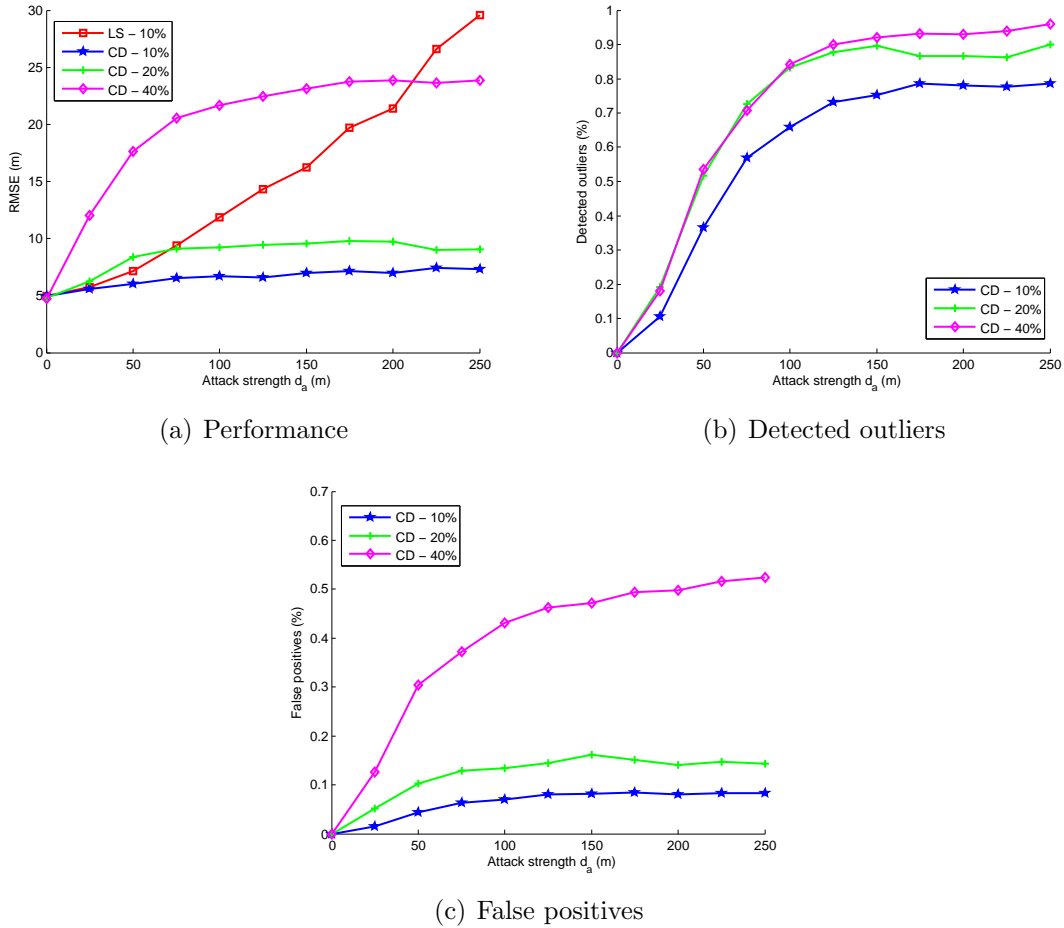 30
25
20
15
10
5
0
RMSE (m)
LS – 10%
CD – 10%
CD – 20%
CD – 40%
0 50 100 150 200 250
Attack strength d_a (m)
(a) Performance
1
0.9
0.8
0.7
0.6
0.5
0.4
0.3
0.2
0.1
0
Detected outliers (%)
CD – 10%
CD – 20%
CD – 40%
0 50 100 150 200 250
Attack strength d_a (m)
(b) Detected outliers
0.7
0.6
0.5
0.4
0.3
0.2
0.1
0
False positives (%)
CD – 10%
CD – 20%
CD – 40%
0 50 100 150 200 250
Attack strength d_a (m)
(c) False positives